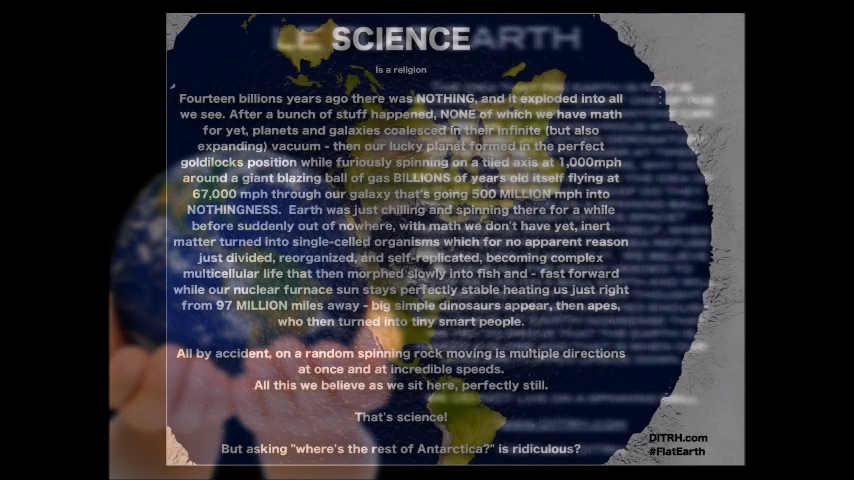 LE SCIENCE ARTH
Is a religion
Fourteen billions years ago there was NOTHING, and it exploded into all
we see. After a bunch of stuff happened, NONE of which we have math
for yet, planets and galaxies coalesced in their infinite (but also
expanding) vacuum - then our lucky planet formed in the perfect
goldilocks position while furiously spinning on a tiled axis at 1,000mph
around a giant blazing ball of gas BILLIONS of years old itself flying at
67,000 mph through our galaxy that's going 500 MILLION mph into
NOTHINGNESS. Earth was just chilling and spinning there for a while
before suddenly out of nowhere, with math we don't have yet, inert
matter turned into single-celled organisms which for no apparent reason
just divided, reorganized, and self-replicated, becoming complex
multicellular life that then morphed slowly into fish and - fast forward
while our nuclear furnace sun stays perfectly stable heating us just right
from 97 MILLION miles away - big simple dinosaurs appear, then apes,
who then turned into tiny smart people.
All by accident, on a random spinning rock moving is multiple directions
at once and at incredible speeds.
All this we believe as we sit here, perfectly still.
That's science!
But asking "where's the rest of Antarctica?" is ridiculous?
DITRH.com
#FlatEarth